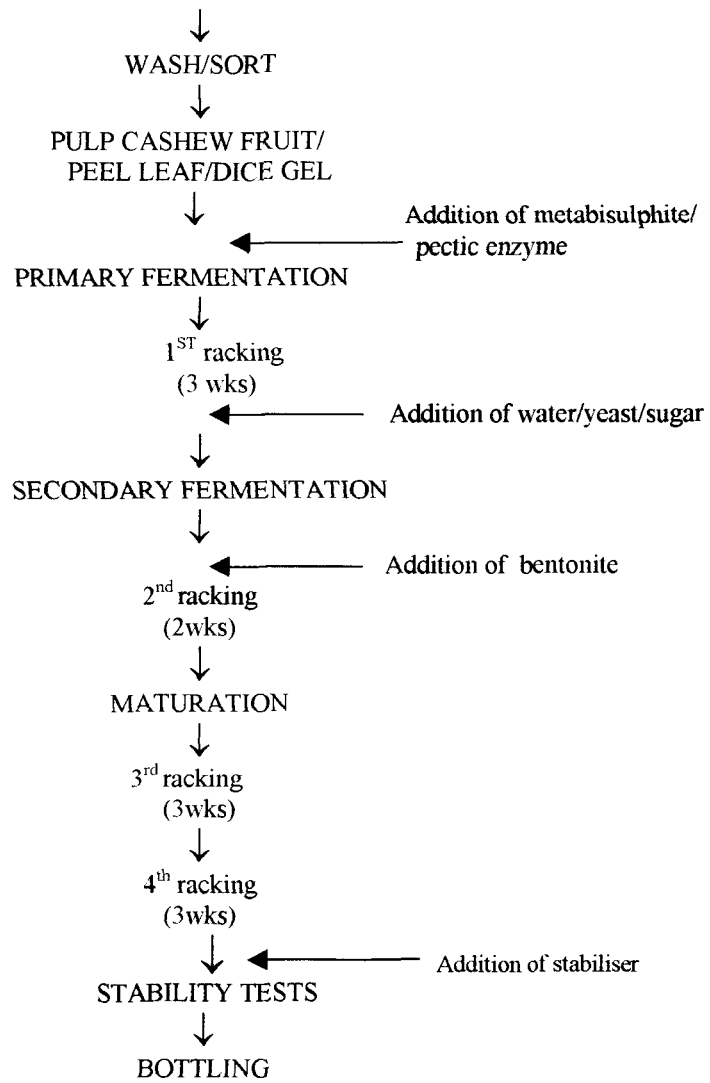 WASH/SORT
PULP CASHEW FRUIT/
PEEL LEAF/DICE GEL
Addition of metabisulphite/
pectic enzyme
PRIMARY FERMENTATION
1ST racking
(3 wks)
Addition of water/yeast/sugar
SECONDARY FERMENTATION
Addition of bentonite
2nd racking
(2wks)
MATURATION
3rd racking
(3wks)
4th racking
(3wks)
Addition of stabiliser
STABILITY TESTS
BOTTLING